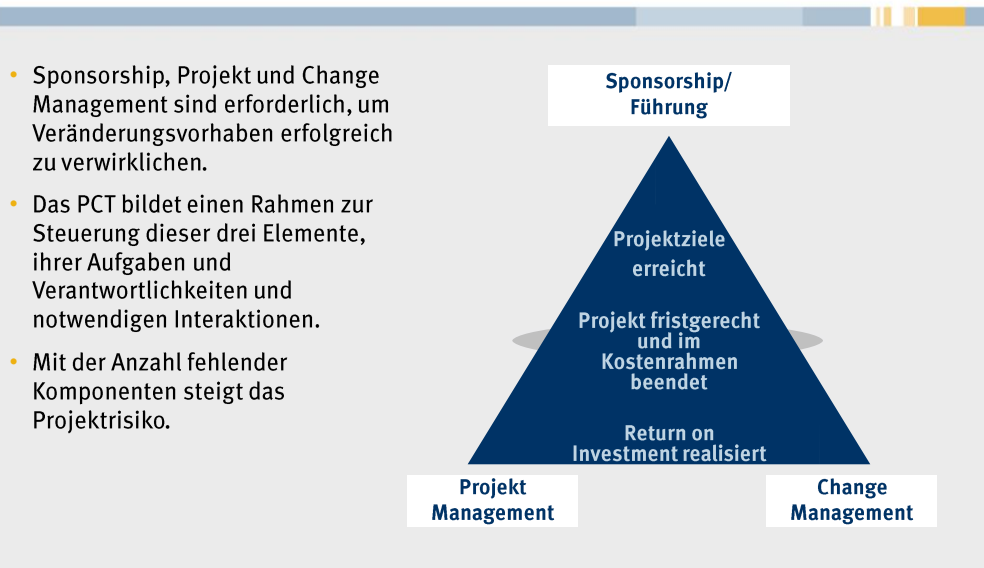 • Sponsorship, Projekt und Change
Management sind erforderlich, um
Veränderungsvorhaben erfolgreich
zu verwirklichen.
• Das PCT bildet einen Rahmen zur
Steuerung dieser drei Elemente,
ihrer Aufgaben und
Verantwortlichkeiten und
notwendigen Interaktionen.
• Mit der Anzahl fehlender
Komponenten steigt das
Projektrisiko.
Sponsorship/
Führung
Projektziele
erreicht
Projekt fristgerecht
und im
Kostenrahmen
beendet
Return on
Investment realisiert
Projekt
Management
Change
Management